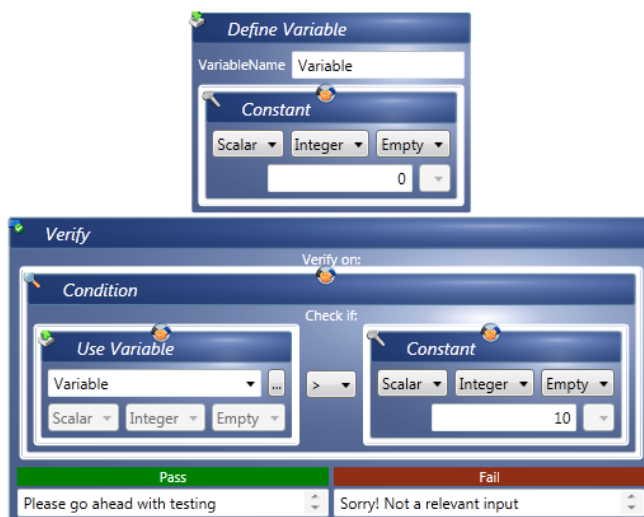 Define Variable
VariableName Variable
Constant
Scalar Integer Empty
0
Verify
Verify on:
Condition
Check if:
Use Variable
Variable ...
Scalar Integer Empty
>
Constant
Scalar Integer Empty
10
Pass
Please go ahead with testing
Fail
Sorry! Not a relevant input